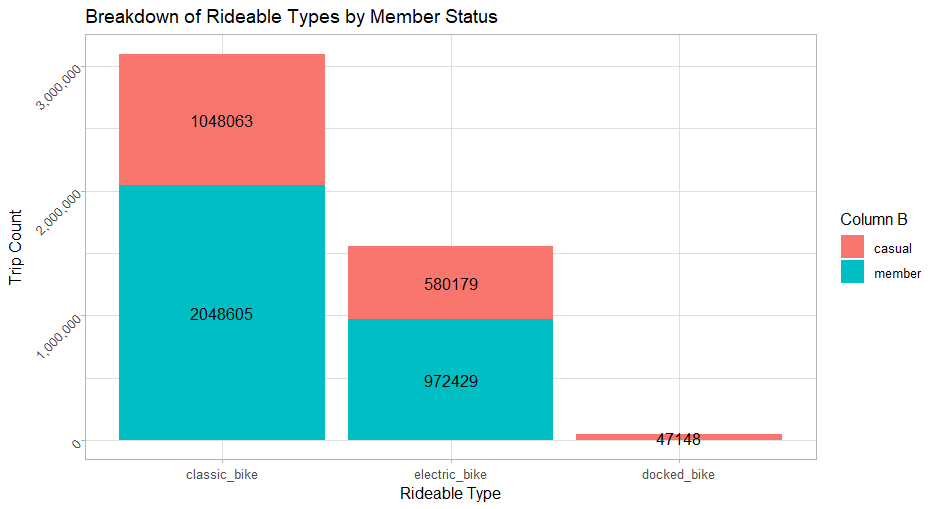 Breakdown of Rideable Types by Member Status
Trip Count
3,000,000
2,000,000
1,000,000
0
1048063
2048605
580179
972429
47148
classic_bike
electric_bike
docked_bike
Rideable Type
Column B
casual
member